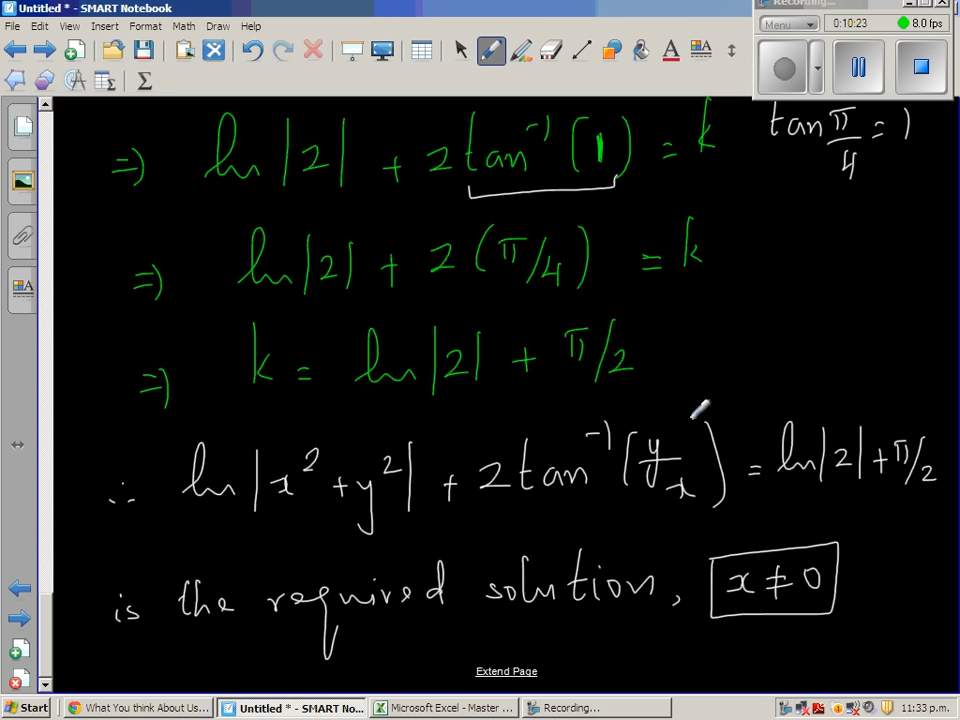 Untitled * - SMART Notebook
Recording...
File Edit View Insert Format Math Draw Help
Menu
0:10:23
8.0 fps
⇒ ln|2| + 2tan⁻¹(1) = k
tan π/4 = 1
⇒ ln|2| + 2(π/4) = k
⇒ k = ln|2| + π/2
∴ ln|x²+y²| + 2tan⁻¹(y/x) = ln|2|+π/2
is the required solution, x ≠ 0
Extend Page
Start
What You think About Us...
Untitled * - SMART No...
Microsoft Excel - Master ...
Recording...
11:33 p.m.